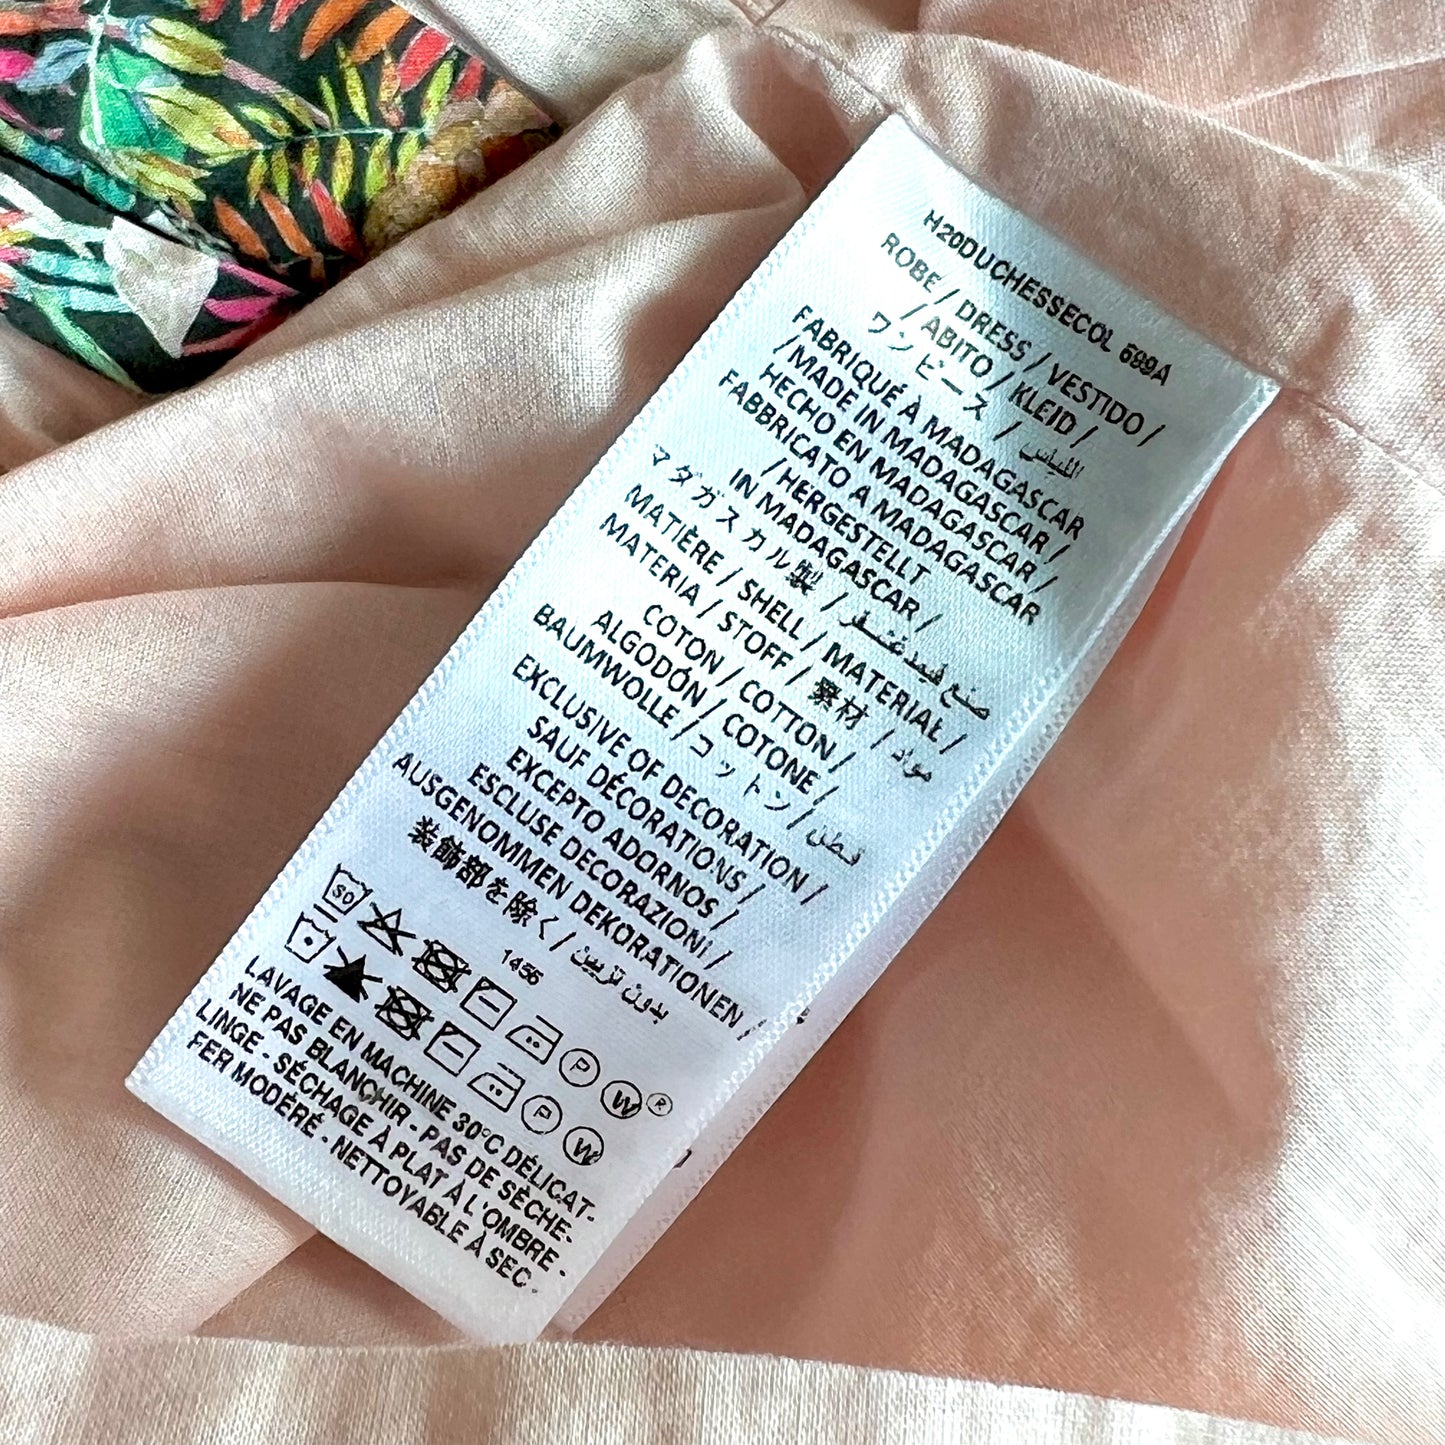 H20DUCHESSECOL 699A
ROBE / DRESS / VESTIDO /
/ ABITO / KLEID /
ワンピース / اللباس
FABRIQUÉ À MADAGASCAR
/ MADE IN MADAGASCAR /
HECHO EN MADAGASCAR /
FABBRICATO A MADAGASCAR
/ HERGESTELLT
IN MADAGASCAR /
マダガスカル製 / صنع في
MATIÈRE / SHELL / MATERIAL /
MATERIA / STOFF / 素材 / مواد
COTON / COTTON /
ALGODÓN / COTONE /
BAUMWOLLE / コットン / قطن
EXCLUSIVE OF DECORATION /
SAUF DÉCORATIONS /
EXCEPTO ADORNOS /
ESCLUSE DECORAZIONI /
AUSGENOMMEN DEKORATIONEN /
装飾部を除く / بدون تزيين
1456
30
P W ®
P W
LAVAGE EN MACHINE 30°C DÉLICAT-
NE PAS BLANCHIR - PAS DE SÈCHE-
LINGE - SÉCHAGE À PLAT À L'OMBRE -
FER MODÉRÉ - NETTOYABLE À SEC -